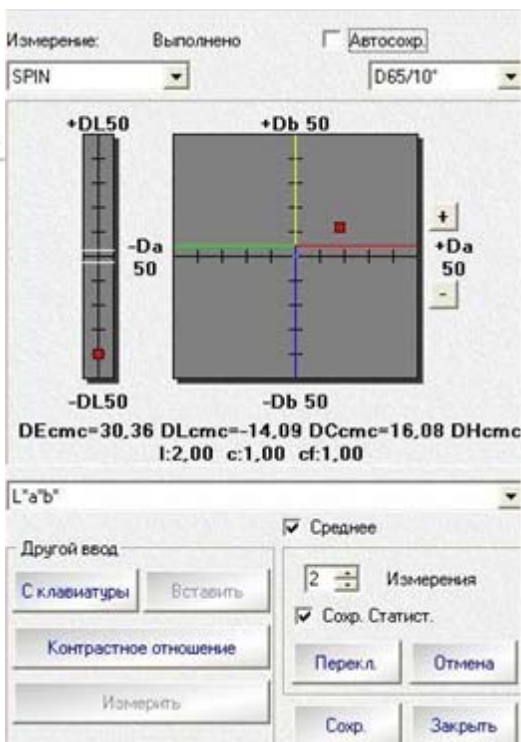 Измерение: Выполнено Автосохр.
SPIN D65/10°
+DL50 +Db 50
-Da +Da
50 50
+
-
-DL50 -Db 50
DEcmc=30,36 DLcmc=-14,09 DCcmc=16,08 DHcmc
l:2,00 c:1,00 cf:1,00
L*a*b*
Среднее
Другой ввод
С клавиатуры Вставить
2 Измерения
Сохр. Статист.
Контрастное отношение
Перекл. Отмена
Измерить
Сохр. Закрыть